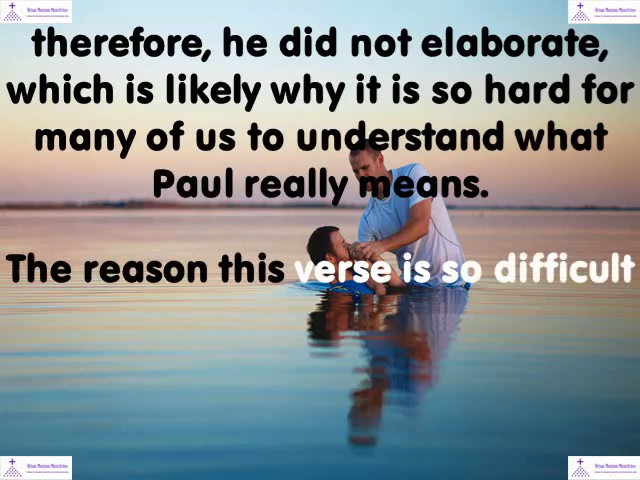 therefore, he did not elaborate,
which is likely why it is so hard for
many of us to understand what
Paul really means.
The reason this verse is so difficult